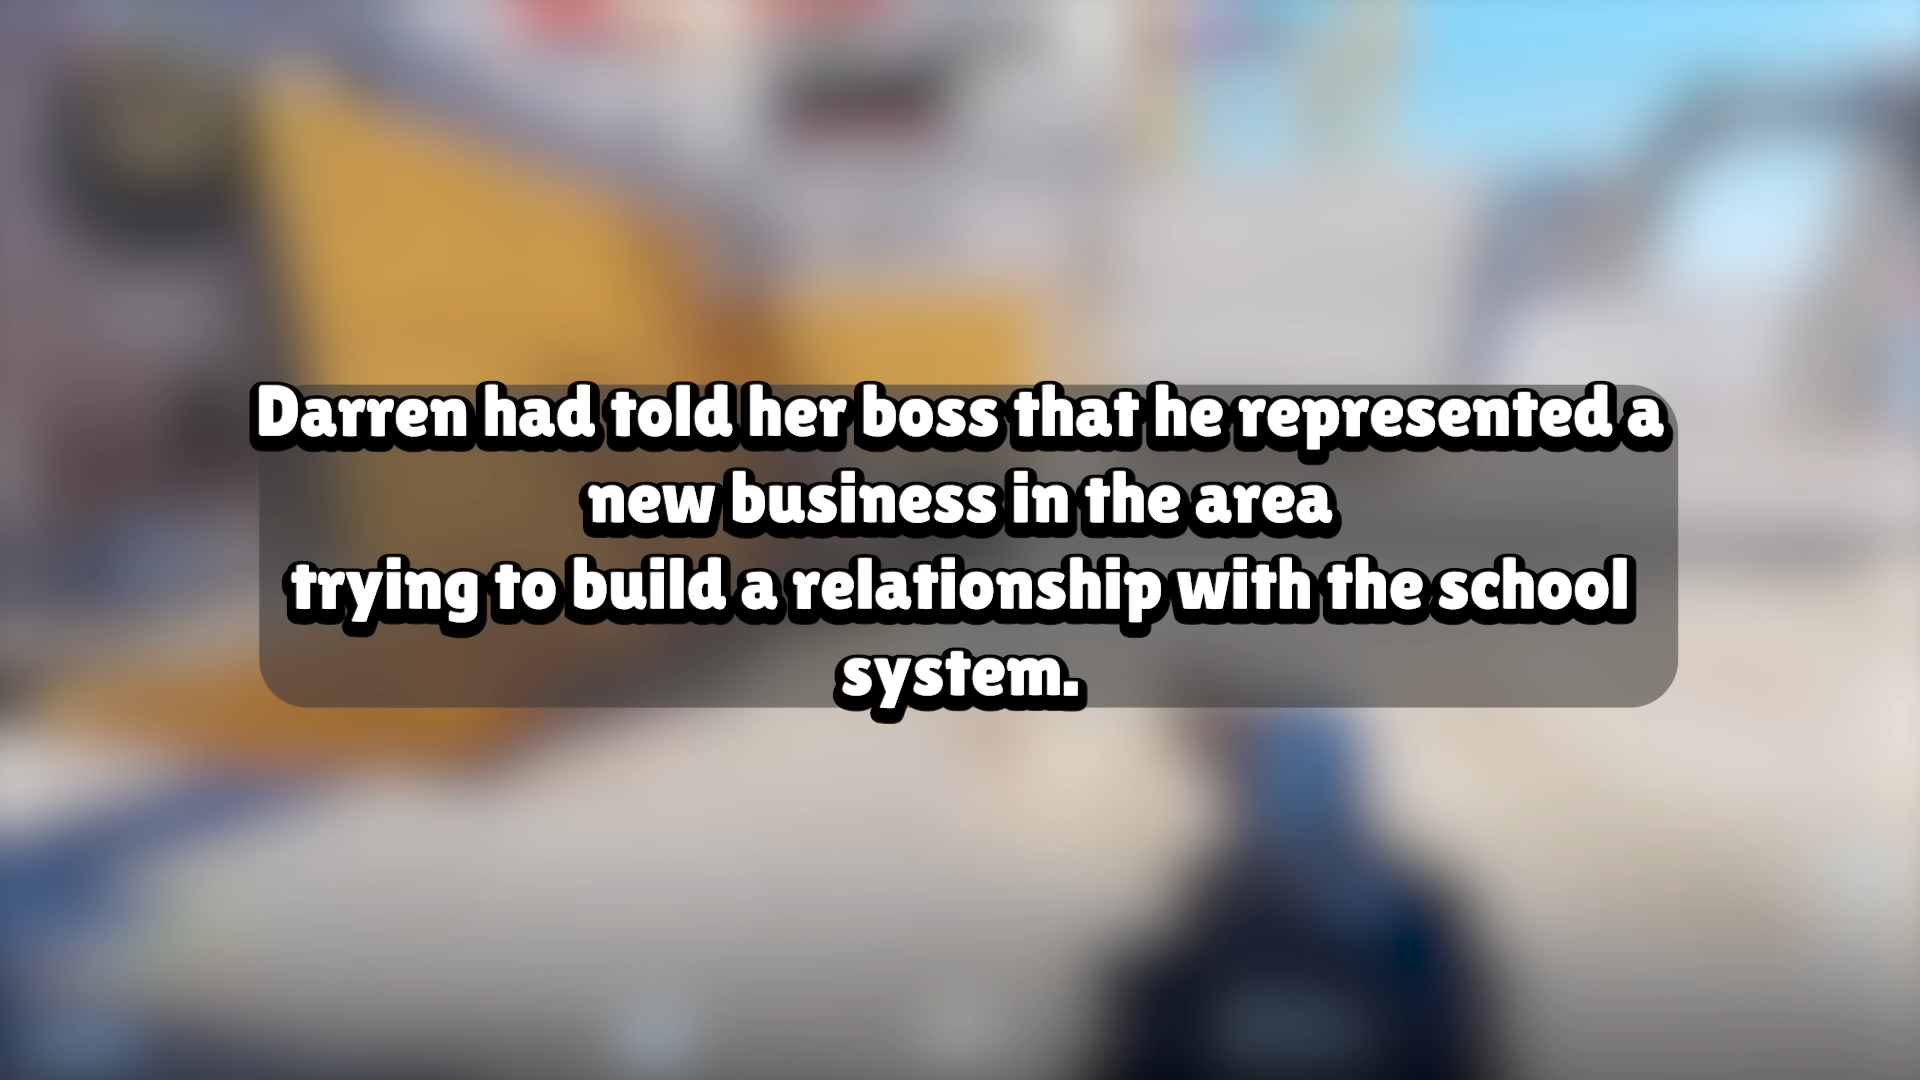 Darren had told her boss that he represented a
new business in the area
trying to build a relationship with the school
system.